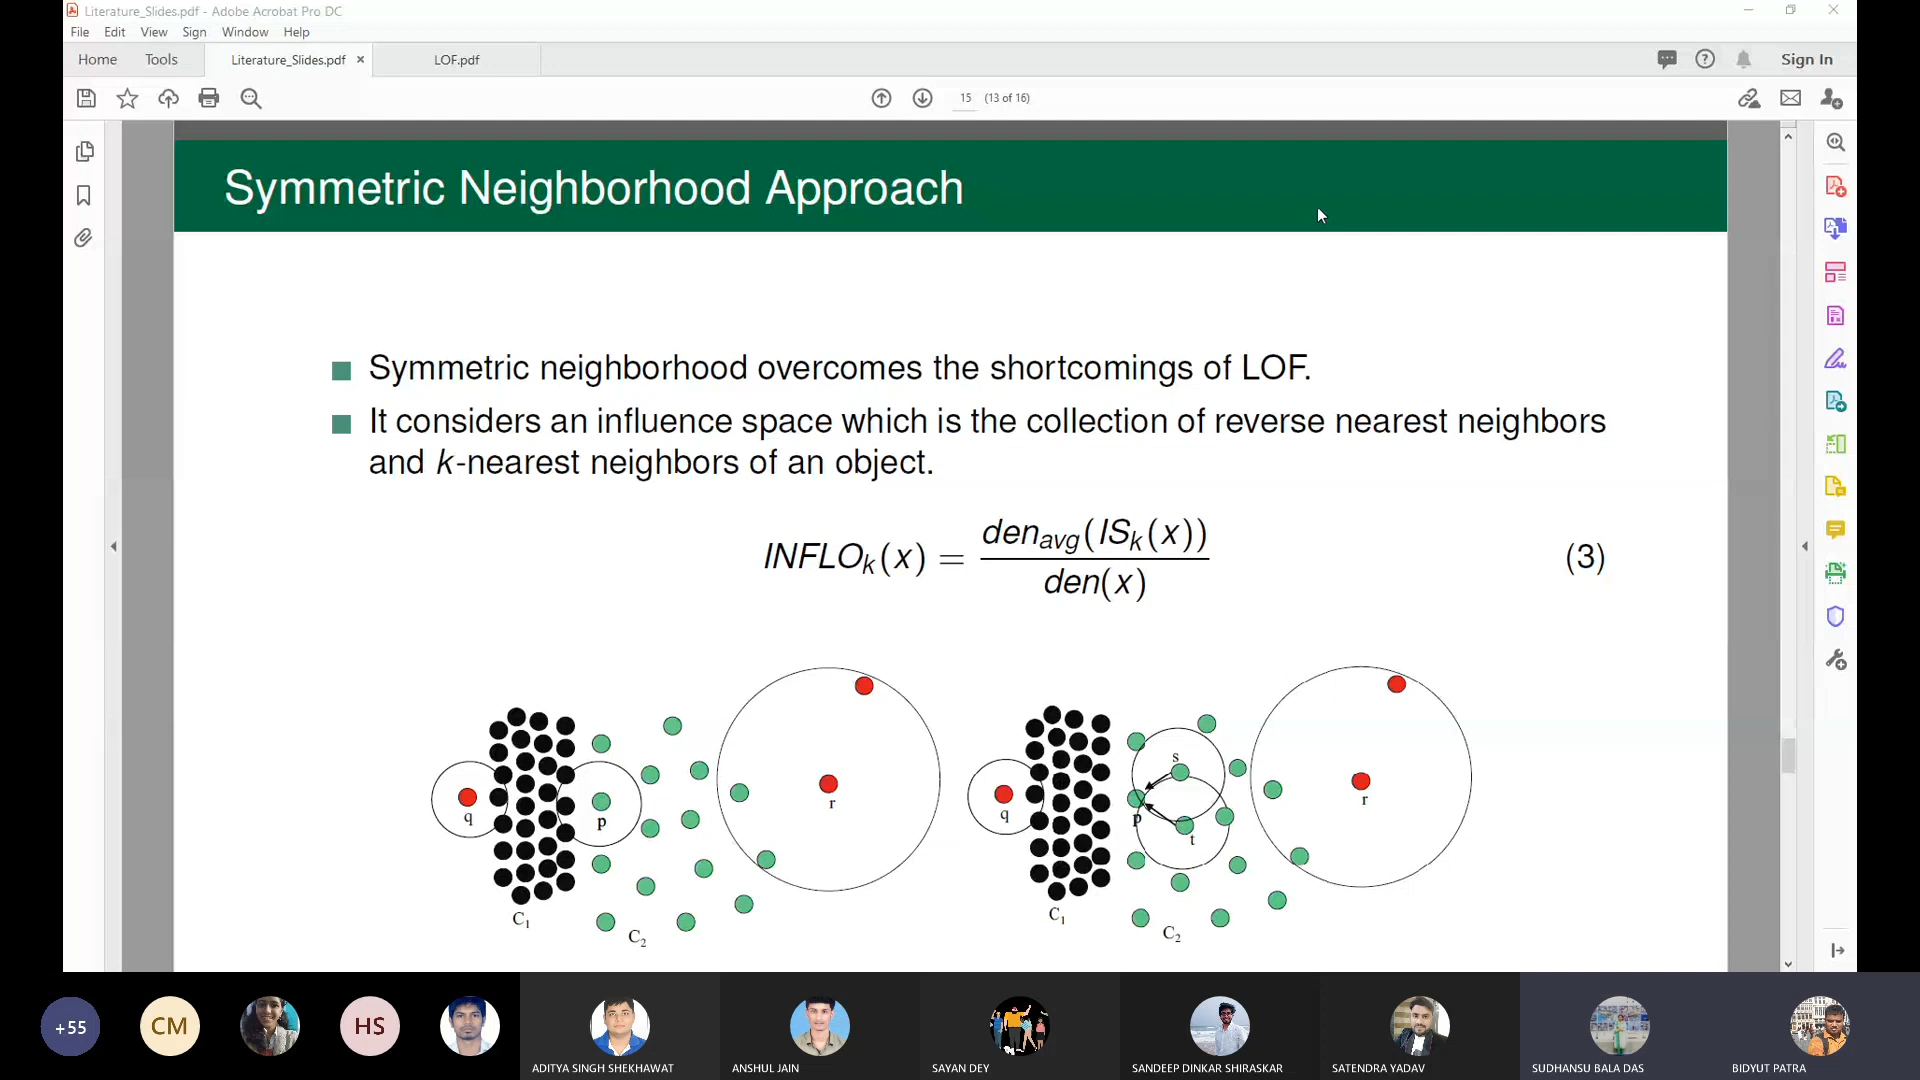 Literature_Slides.pdf - Adobe Acrobat Pro DC
File Edit View Sign Window Help
Home Tools Literature_Slides.pdf × LOF.pdf Sign In
15 (13 of 16)
Symmetric Neighborhood Approach
Symmetric neighborhood overcomes the shortcomings of LOF.
It considers an influence space which is the collection of reverse nearest neighbors
and k-nearest neighbors of an object.
INFLOₖ(x) = den_avg(ISₖ(x)) / den(x) (3)
q p r C₁ C₂
q s p t r C₁ C₂
+55 CM HS
ADITYA SINGH SHEKHAWAT ANSHUL JAIN SAYAN DEY SANDEEP DINKAR SHIRASKAR SATENDRA YADAV SUDHANSU BALA DAS BIDYUT PATRA